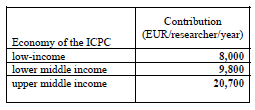 Economy of the ICPC
Contribution
(EUR/researcher/year)
low-income 8,000
lower middle income 9,800
upper middle income 20,700